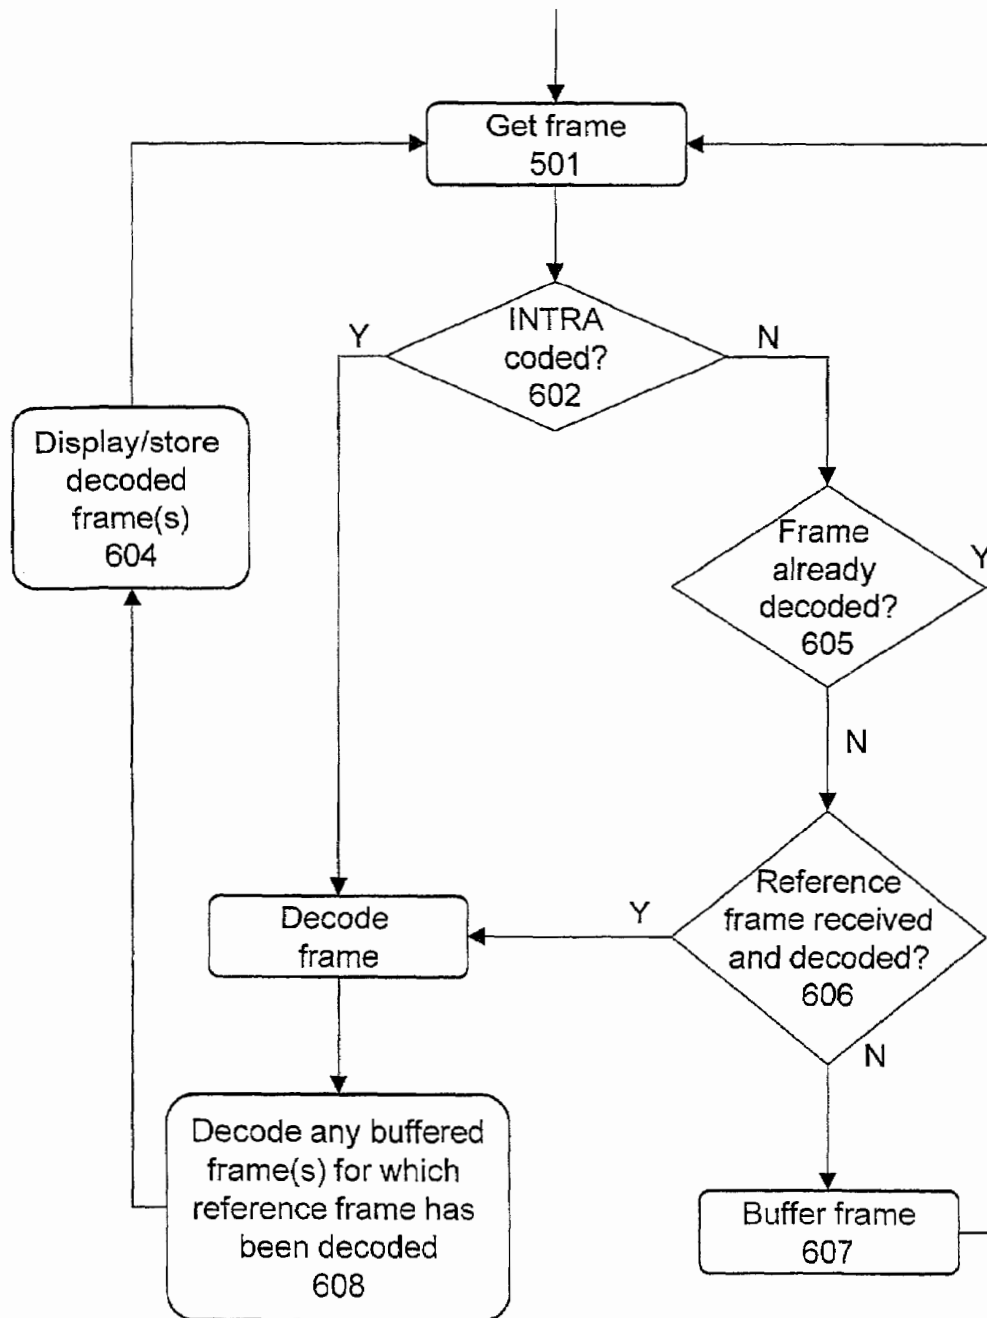 Get frame
501
INTRA
coded?
602
Y
N
Display/store
decoded
frame(s)
604
Frame
already
decoded?
605
Y
N
Decode
frame
Y
Reference
frame received
and decoded?
606
N
Decode any buffered
frame(s) for which
reference frame has
been decoded
608
Buffer frame
607